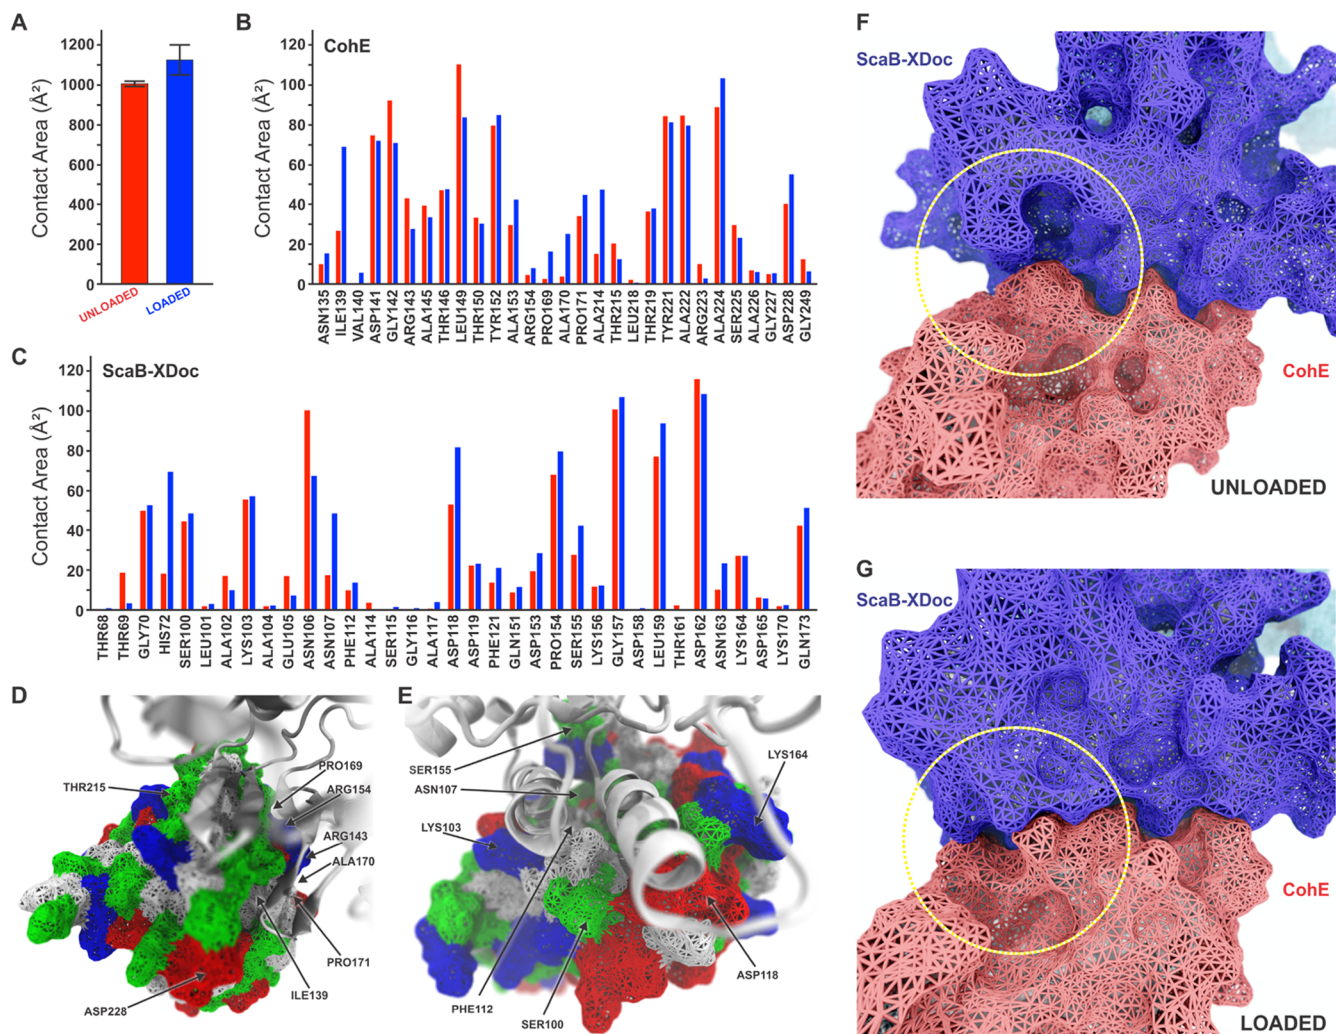 A
Contact Area (Å²)
1200
1000
800
600
400
200
0
UNLOADED
LOADED
B
CohE
Contact Area (Å²)
120
100
80
60
40
20
0
ASN135
ILE139
VAL140
ASP141
GLY142
ARG143
ALA145
THR146
LEU149
THR150
TYR152
ALA153
ARG154
PRO169
ALA170
PRO171
ALA214
THR215
LEU218
THR219
TYR221
ALA222
ARG223
ALA224
SER225
ALA226
GLY227
ASP228
GLY249
C
ScaB-XDoc
Contact Area (Å²)
120
100
80
60
40
20
0
THR68
THR69
GLY70
HIS72
SER100
LEU101
ALA102
LYS103
ALA104
GLU105
ASN106
ASN107
PHE112
ALA114
SER115
GLY116
ALA117
ASP118
ASP119
PHE121
GLN151
ASP153
PRO154
SER155
LYS156
GLY157
ASP158
LEU159
THR161
ASP162
ASN163
LYS164
ASP165
LYS170
GLN173
D
THR215
PRO169
ARG154
ARG143
ALA170
PRO171
ILE139
ASP228
E
SER155
ASN107
LYS103
LYS164
PHE112
SER100
ASP118
F
ScaB-XDoc
CohE
UNLOADED
G
ScaB-XDoc
CohE
LOADED